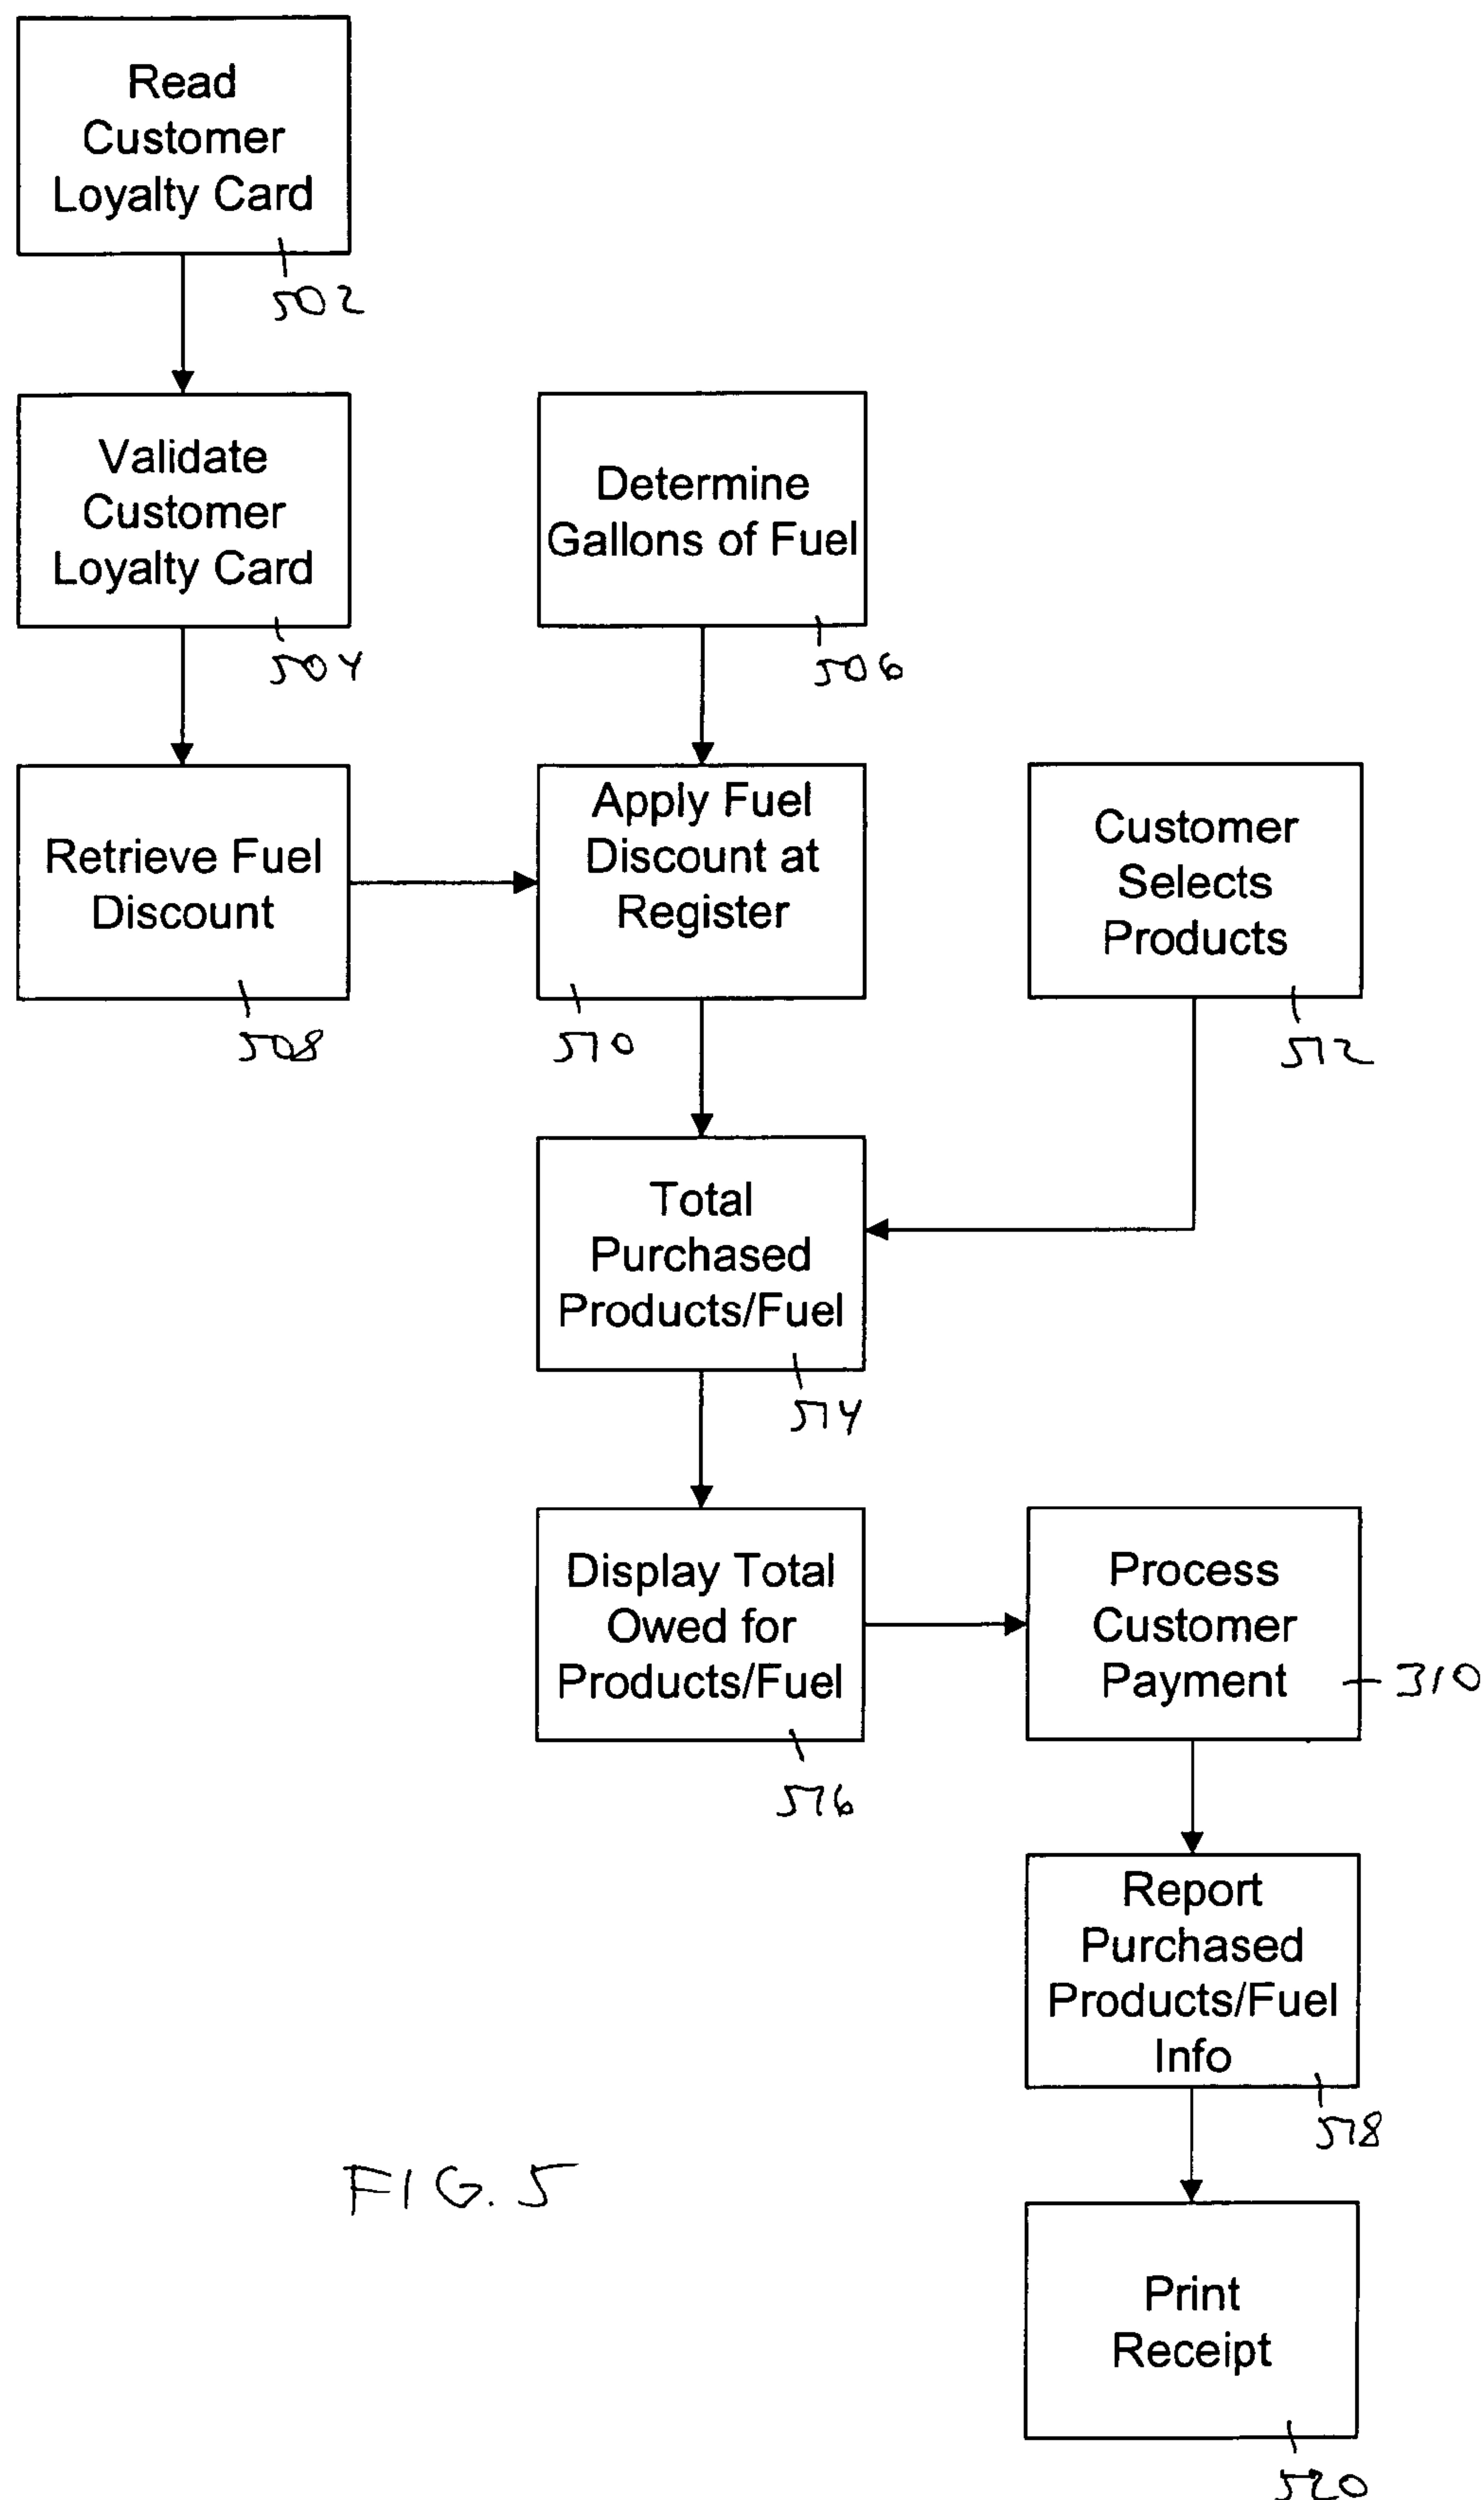 Read
Customer
Loyalty Card
502
Validate
Customer
Loyalty Card
504
Determine
Gallons of Fuel
506
Retrieve Fuel
Discount
508
Apply Fuel
Discount at
Register
510
Customer
Selects
Products
512
Total
Purchased
Products/Fuel
514
Display Total
Owed for
Products/Fuel
516
Process
Customer
Payment
310
Report
Purchased
Products/Fuel
Info
518
Print
Receipt
520
FIG. 5